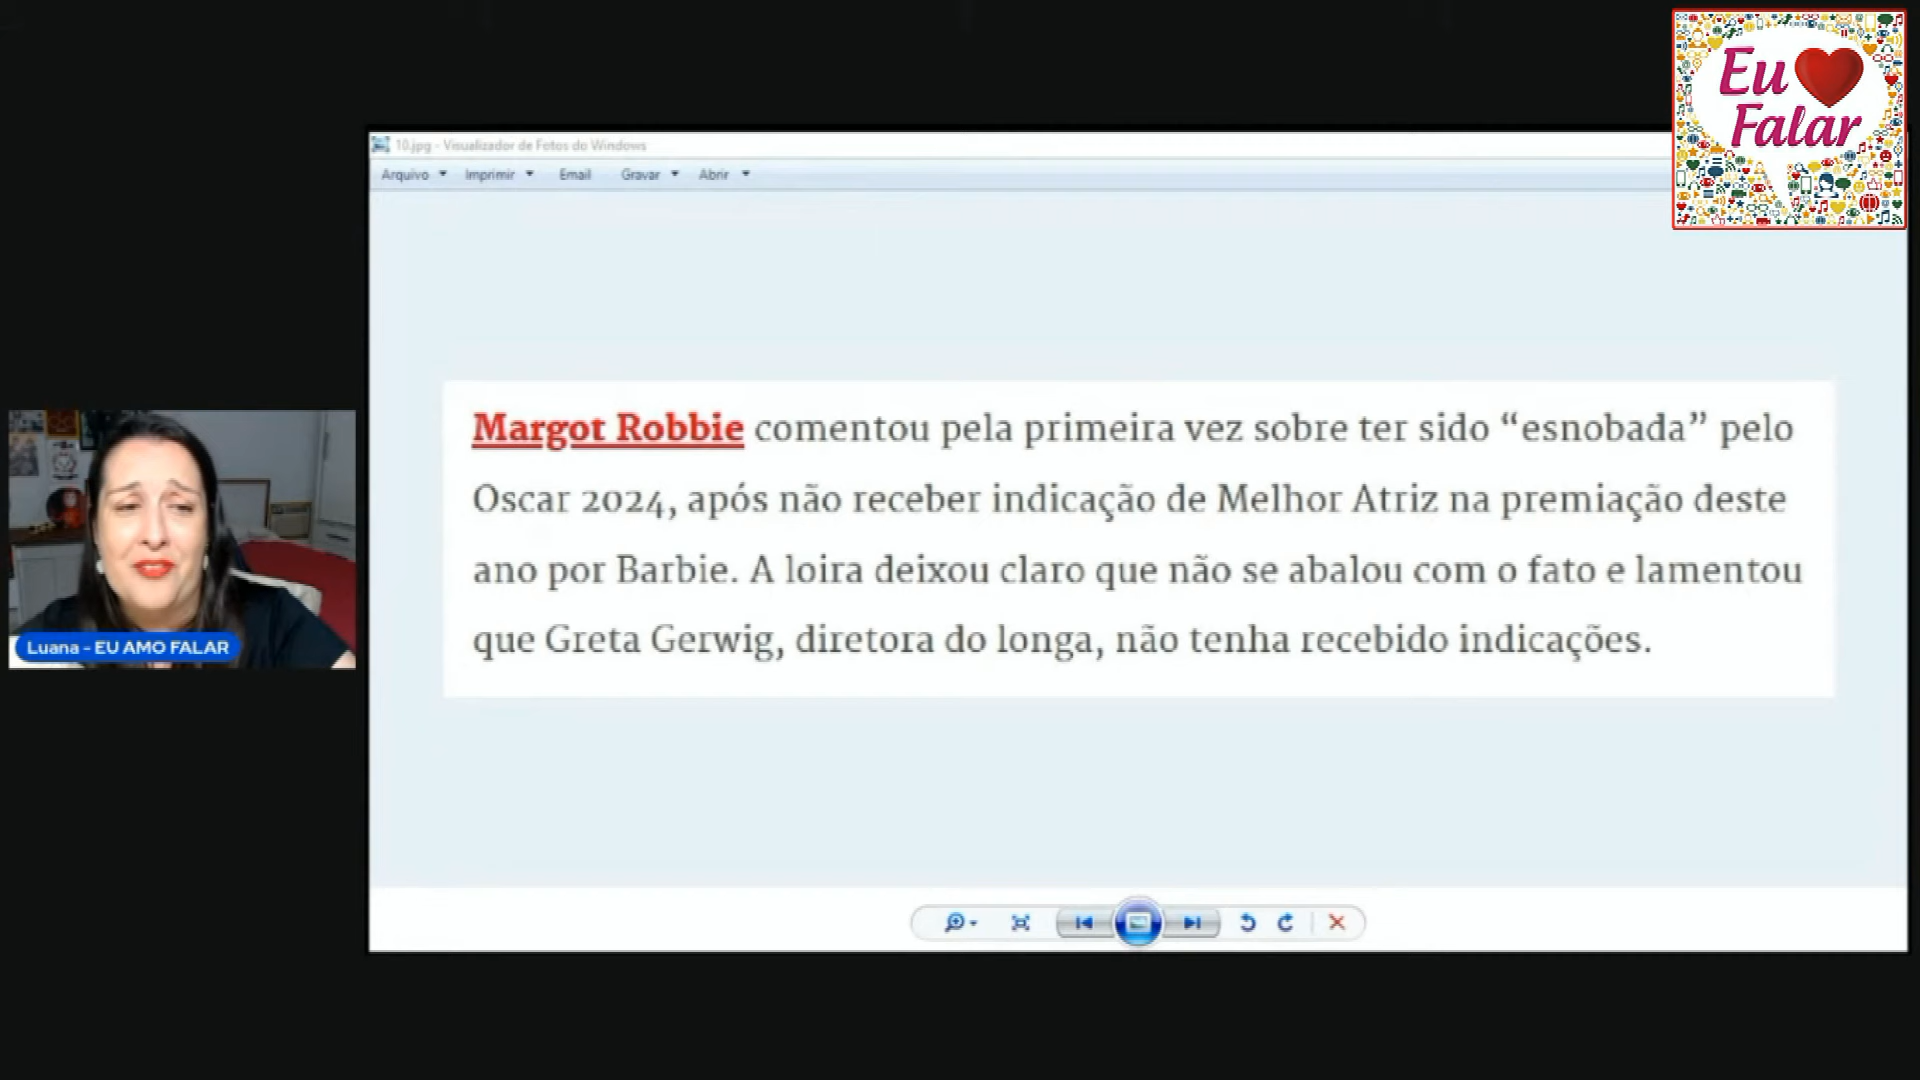 Eu
Falar
10.jpg - Visualizador de Fotos do Windows
Arquivo Imprimir Email Gravar Abrir
Margot Robbie comentou pela primeira vez sobre ter sido “esnobada” pelo
Oscar 2024, após não receber indicação de Melhor Atriz na premiação deste
ano por Barbie. A loira deixou claro que não se abalou com o fato e lamentou
que Greta Gerwig, diretora do longa, não tenha recebido indicações.
Luana - EU AMO FALAR